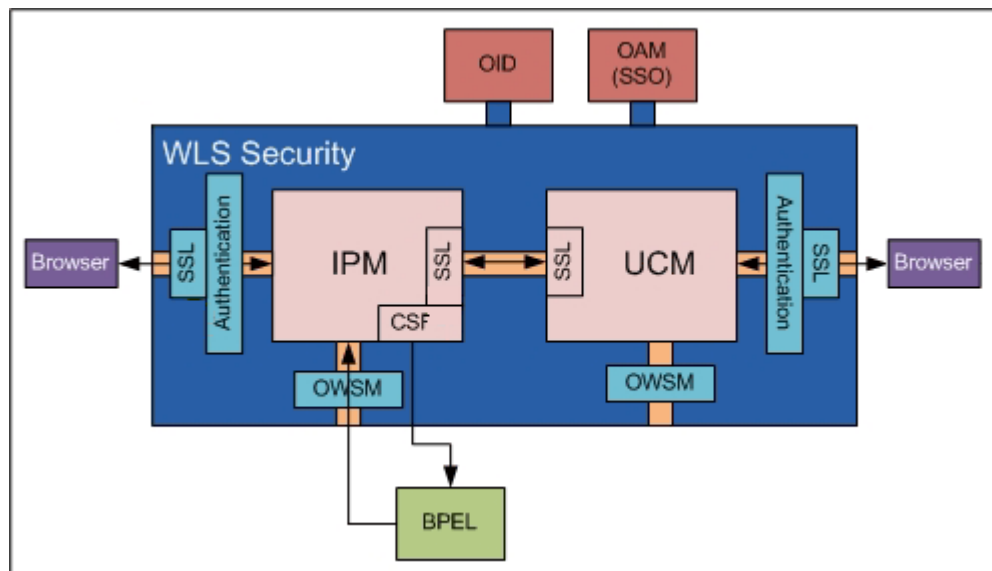 OID
OAM
(SSO)
WLS Security
Browser
SSL
Authentication
IPM
SSL
CSF
SSL
UCM
Authentication
SSL
Browser
OWSM
OWSM
BPEL